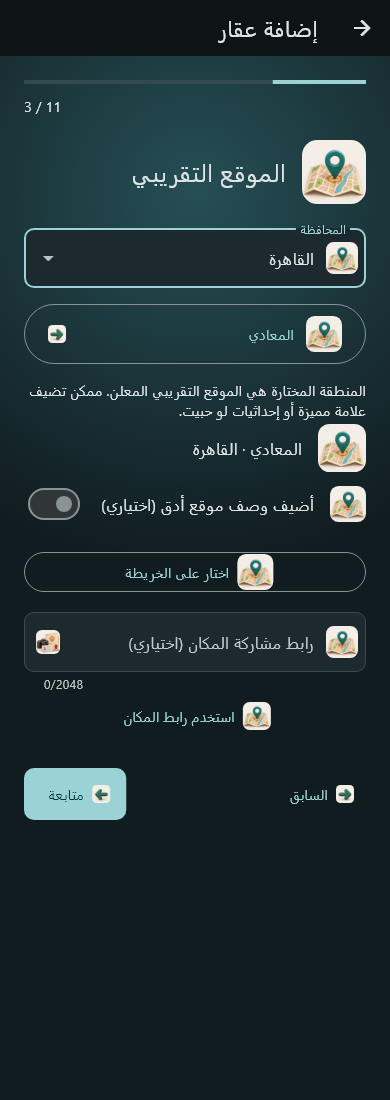 إضافة عقار
3 / 11
الموقع التقريبي
المحافظة
القاهرة
المعادي
المنطقة المختارة هي الموقع التقريبي المعلن. ممكن تضيف
علامة مميزة أو إحداثيات لو حبيت.
المعادي · القاهرة
أضيف وصف موقع أدق (اختياري)
اختار على الخريطة
رابط مشاركة المكان (اختياري)
0/2048
استخدم رابط المكان
السابق
متابعة